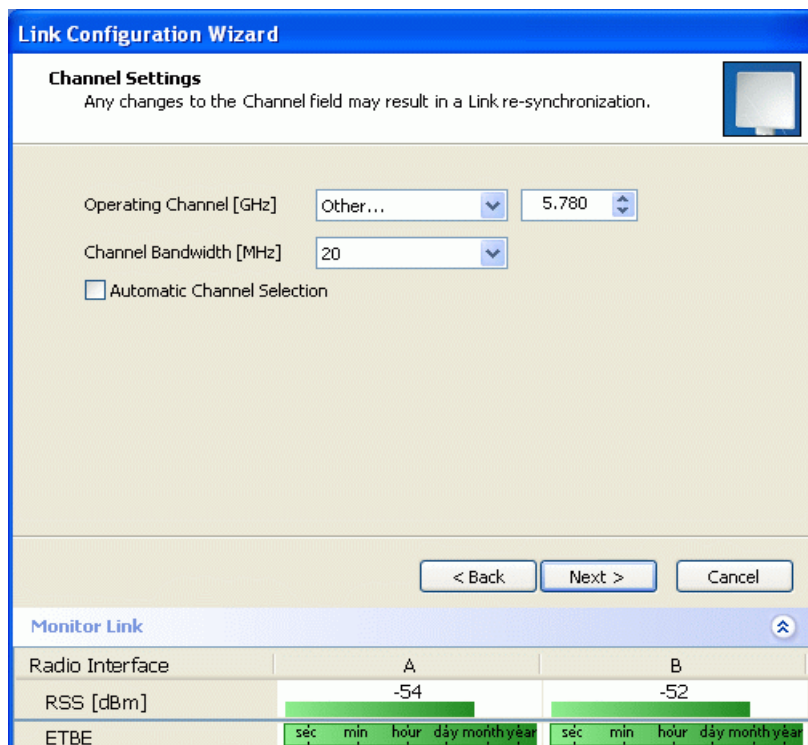 Link Configuration Wizard
Channel Settings
Any changes to the Channel field may result in a Link re-synchronization.
Operating Channel [GHz] Other... 5.780
Channel Bandwidth [MHz] 20
Automatic Channel Selection
< Back Next > Cancel
Monitor Link
Radio Interface A B
RSS [dBm] -54 -52
ETBE sec min hour day month year sec min hour day month year